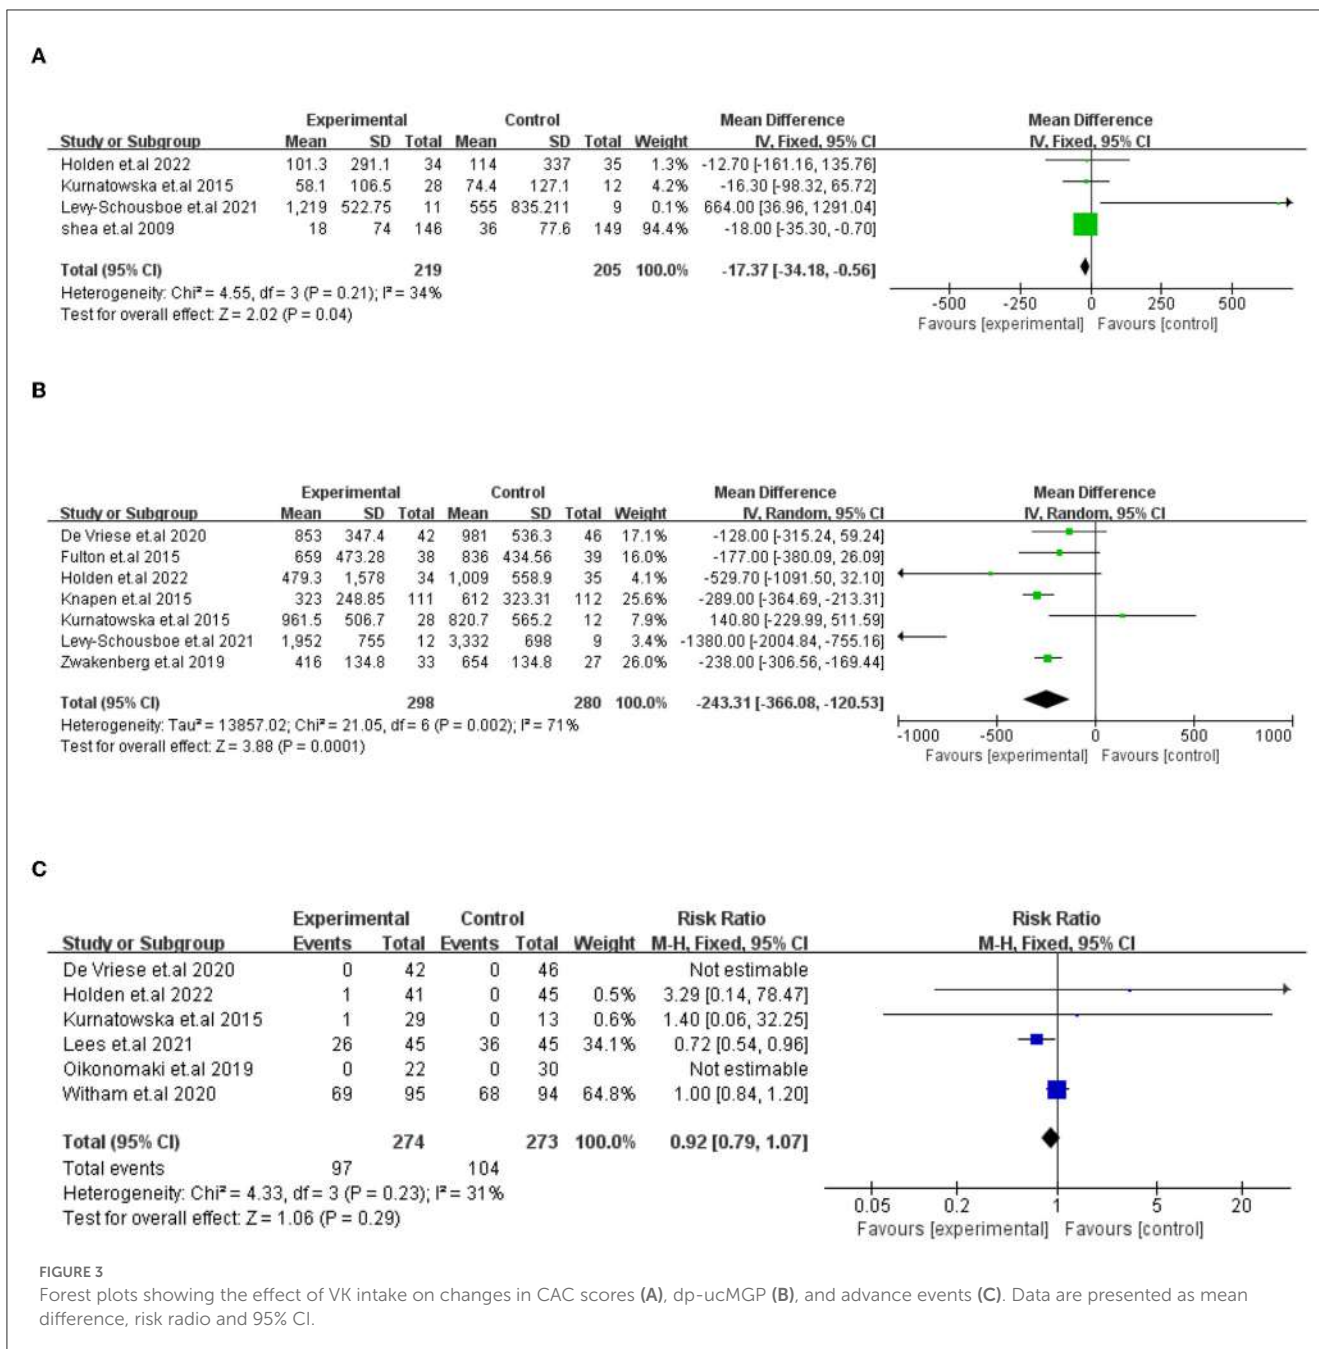 A
Experimental Control Mean Difference Mean Difference
Study or Subgroup Mean SD Total Mean SD Total Weight IV, Fixed, 95% CI IV, Fixed, 95% CI
Holden et.al 2022 101.3 291.1 34 114 337 35 1.3% -12.70 [-161.16, 135.76]
Kurnatowska et.al 2015 58.1 106.5 28 74.4 127.1 12 4.2% -16.30 [-98.32, 65.72]
Levy-Schousboe et.al 2021 1,219 522.75 11 555 835.211 9 0.1% 664.00 [36.96, 1291.04]
shea et.al 2009 18 74 146 36 77.6 149 94.4% -18.00 [-35.30, -0.70]
Total (95% CI) 219 205 100.0% -17.37 [-34.18, -0.56]
Heterogeneity: Chi² = 4.55, df = 3 (P = 0.21); I² = 34%
Test for overall effect: Z = 2.02 (P = 0.04)
-500 -250 0 250 500
Favours [experimental] Favours [control]
B
Experimental Control Mean Difference Mean Difference
Study or Subgroup Mean SD Total Mean SD Total Weight IV, Random, 95% CI IV, Random, 95% CI
De Vriese et.al 2020 853 347.4 42 981 536.3 46 17.1% -128.00 [-315.24, 59.24]
Fulton et.al 2015 659 473.28 38 836 434.56 39 16.0% -177.00 [-380.09, 26.09]
Holden et.al 2022 479.3 1,578 34 1,009 558.9 35 4.1% -529.70 [-1091.50, 32.10]
Knapen et.al 2015 323 248.85 111 612 323.31 112 25.6% -289.00 [-364.69, -213.31]
Kurnatowska et.al 2015 961.5 506.7 28 820.7 565.2 12 7.9% 140.80 [-229.99, 511.59]
Levy-Schousboe et.al 2021 1,952 755 12 3,332 698 9 3.4% -1380.00 [-2004.84, -755.16]
Zwakenberg et.al 2019 416 134.8 33 654 134.8 27 26.0% -238.00 [-306.56, -169.44]
Total (95% CI) 298 280 100.0% -243.31 [-366.08, -120.53]
Heterogeneity: Tau² = 13857.02; Chi² = 21.05, df = 6 (P = 0.002); I² = 71%
Test for overall effect: Z = 3.88 (P = 0.0001)
-1000 -500 0 500 1000
Favours [experimental] Favours [control]
C
Experimental Control Risk Ratio Risk Ratio
Study or Subgroup Events Total Events Total Weight M-H, Fixed, 95% CI M-H, Fixed, 95% CI
De Vriese et.al 2020 0 42 0 46 Not estimable
Holden et.al 2022 1 41 0 45 0.5% 3.29 [0.14, 78.47]
Kurnatowska et.al 2015 1 29 0 13 0.6% 1.40 [0.06, 32.25]
Lees et.al 2021 26 45 36 45 34.1% 0.72 [0.54, 0.96]
Oikonomaki et.al 2019 0 22 0 30 Not estimable
Witham et.al 2020 69 95 68 94 64.8% 1.00 [0.84, 1.20]
Total (95% CI) 274 273 100.0% 0.92 [0.79, 1.07]
Total events 97 104
Heterogeneity: Chi² = 4.33, df = 3 (P = 0.23); I² = 31%
Test for overall effect: Z = 1.06 (P = 0.29)
0.05 0.2 1 5 20
Favours [experimental] Favours [control]
FIGURE 3
Forest plots showing the effect of VK intake on changes in CAC scores (A), dp-ucMGP (B), and advance events (C). Data are presented as mean
difference, risk radio and 95% CI.